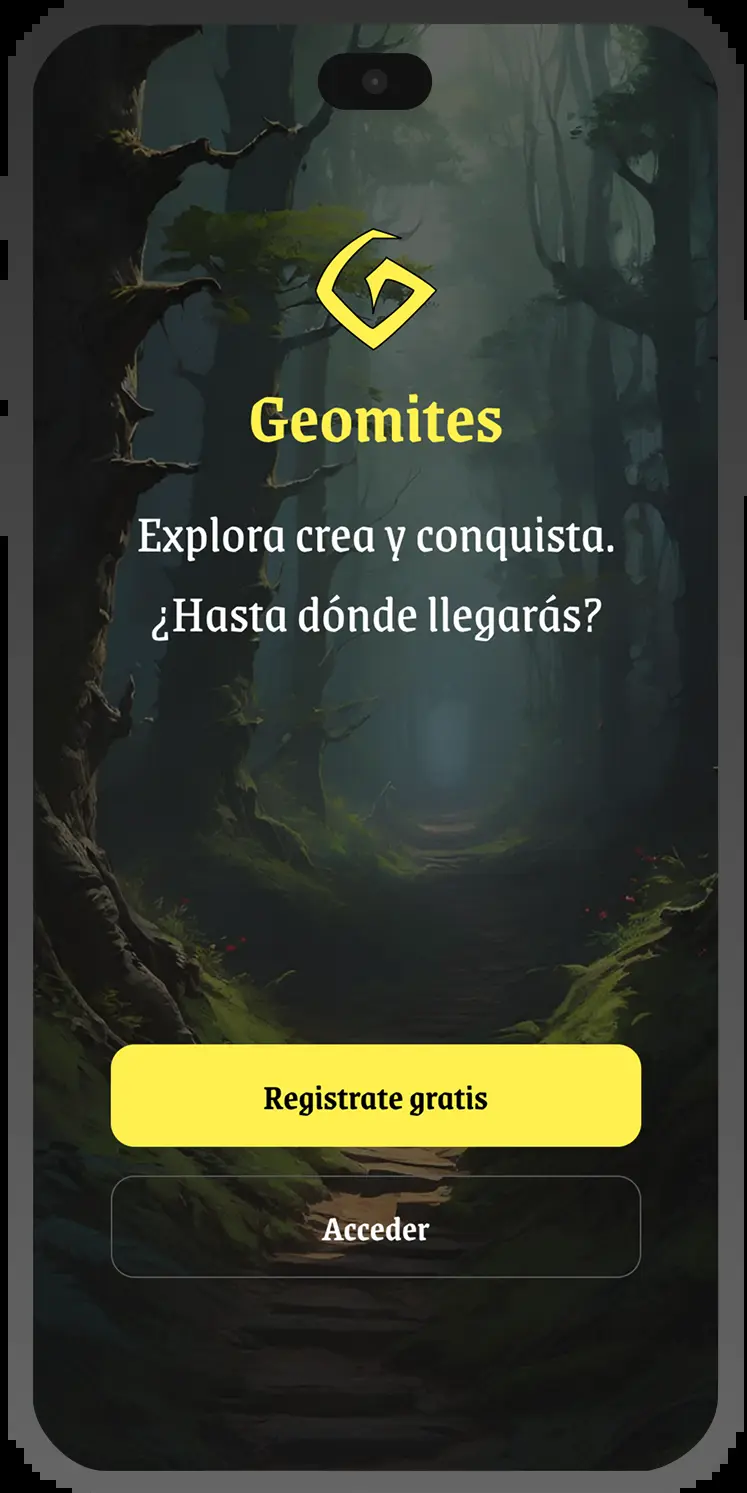 Geomites
Explora crea y conquista.
¿Hasta dónde llegarás?
Registrate gratis
Acceder